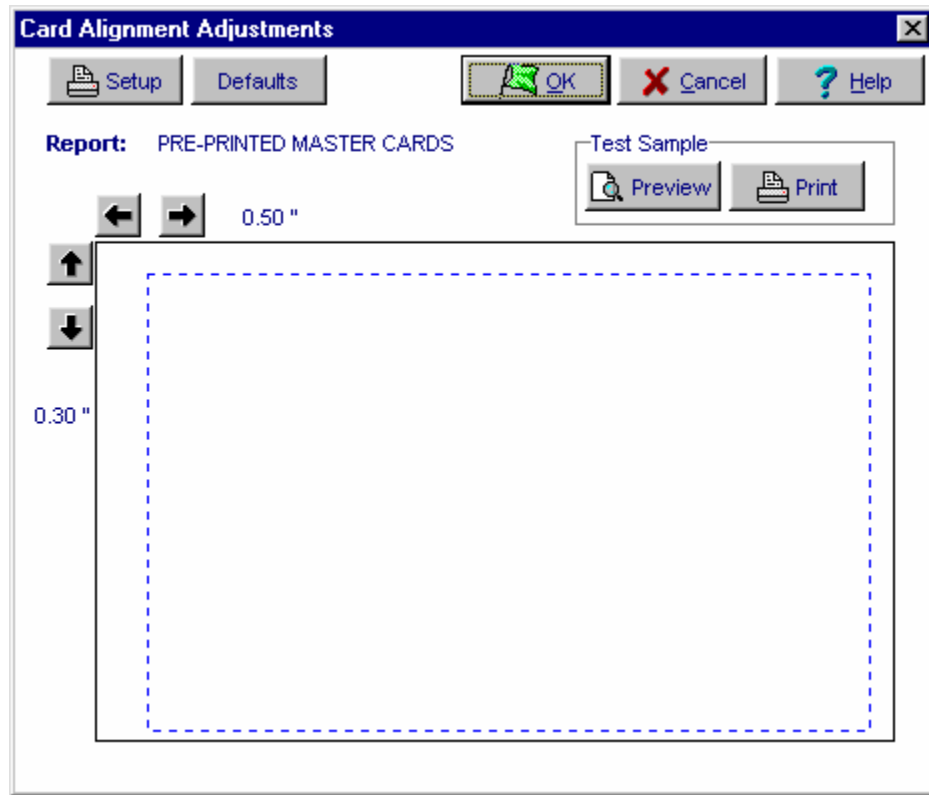 Card Alignment Adjustments
Setup Defaults OK Cancel Help
Report: PRE-PRINTED MASTER CARDS
Test Sample
Preview Print
0.50 "
0.30 "